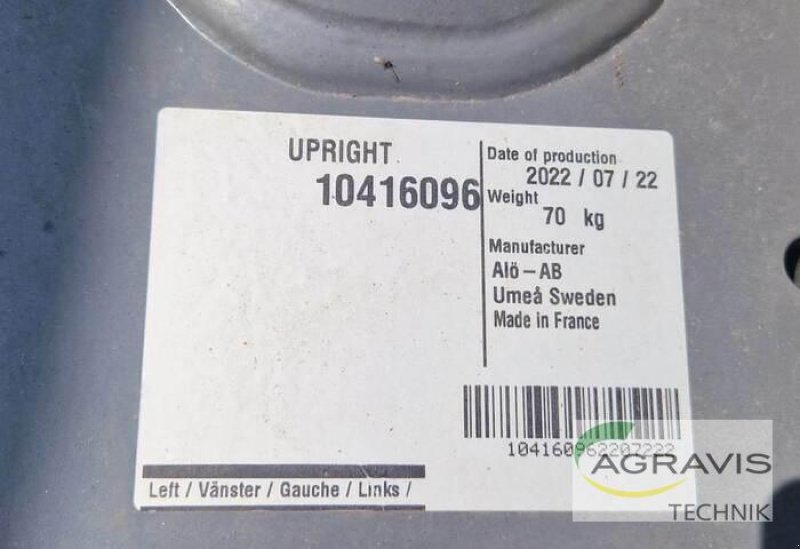 UPRIGHT
10416096
Date of production
2022 / 07 / 22
Weight
70 kg
Manufacturer
Alö-AB
Umeå Sweden
Made in France
104160962207222
Left / Vänster / Gauche / Links /
AGRAVIS
TECHNIK